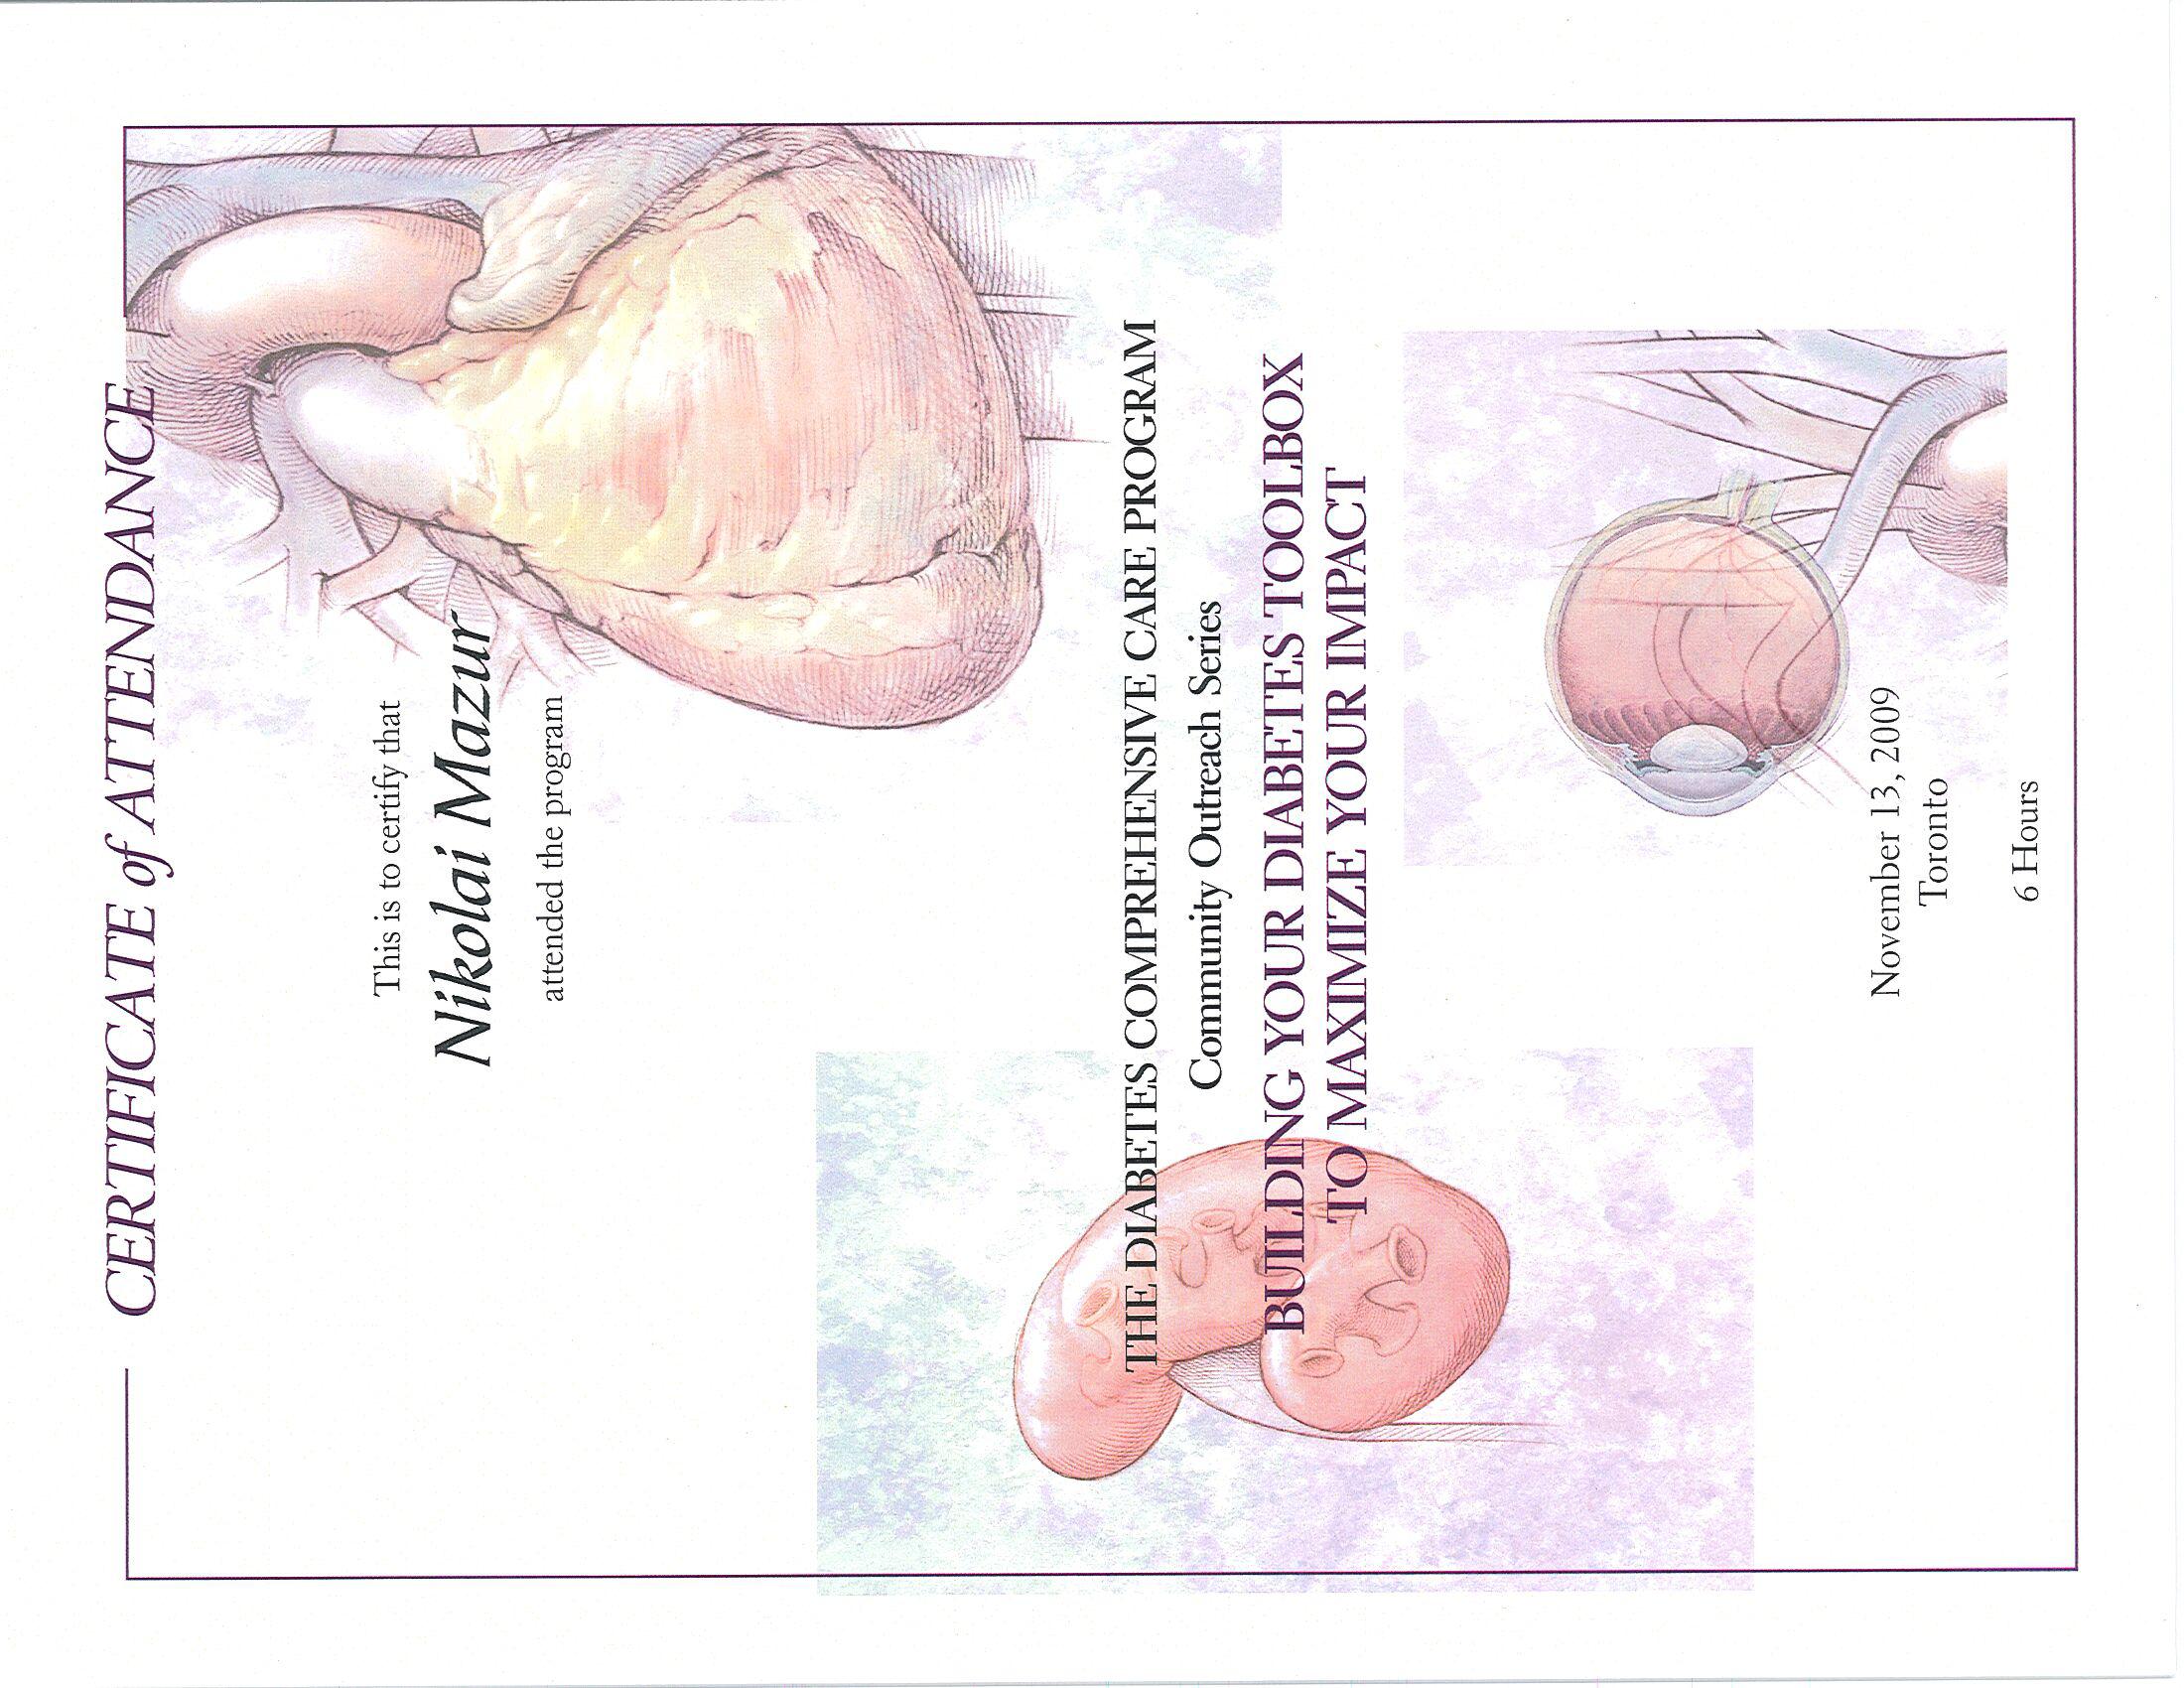 CERTIFICATE of ATTENDANCE
This is to certify that
Nikolai Mazur
attended the program
THE DIABETES COMPREHENSIVE CARE PROGRAM
Community Outreach Series
BUILDING YOUR DIABETES TOOLBOX
TO MAXIMIZE YOUR IMPACT
November 13, 2009
Toronto
6 Hours